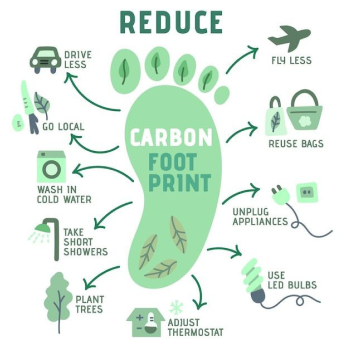 REDUCE
DRIVE
LESS
FLY LESS
GO LOCAL
REUSE BAGS
CARBON
FOOT
PRINT
WASH IN
COLD WATER
UNPLUG
APPLIANCES
TAKE
SHORT
SHOWERS
USE
LED BULBS
PLANT
TREES
ADJUST
THERMOSTAT